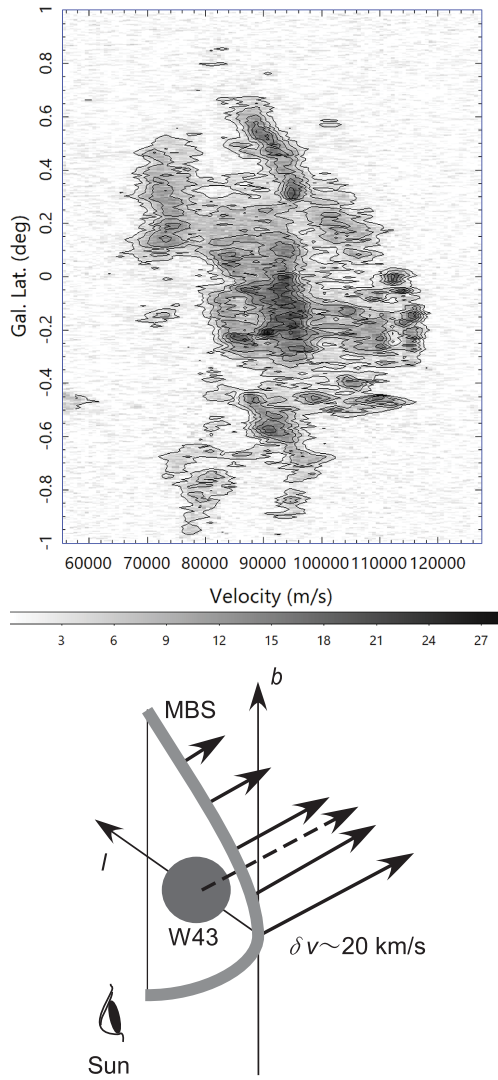 1
0.8
0.6
0.4
0.2
0
-0.2
-0.4
-0.6
-0.8
-1
Gal. Lat. (deg)
60000 70000 80000 90000 100000 110000 120000
Velocity (m/s)
3 6 9 12 15 18 21 24 27
b
MBS
l
W43
δ v~20 km/s
Sun